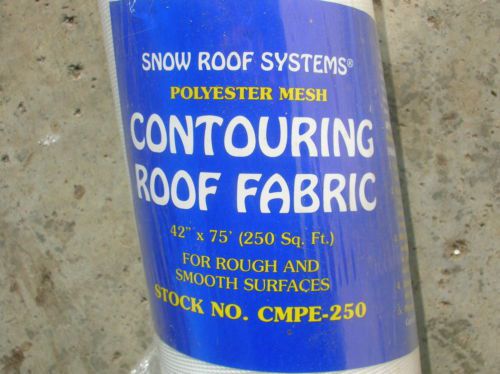 SNOW ROOF SYSTEMS®
POLYESTER MESH
CONTOURING
ROOF FABRIC
42" x 75' (250 Sq. Ft.)
FOR ROUGH AND
SMOOTH SURFACES
STOCK NO. CMPE-250